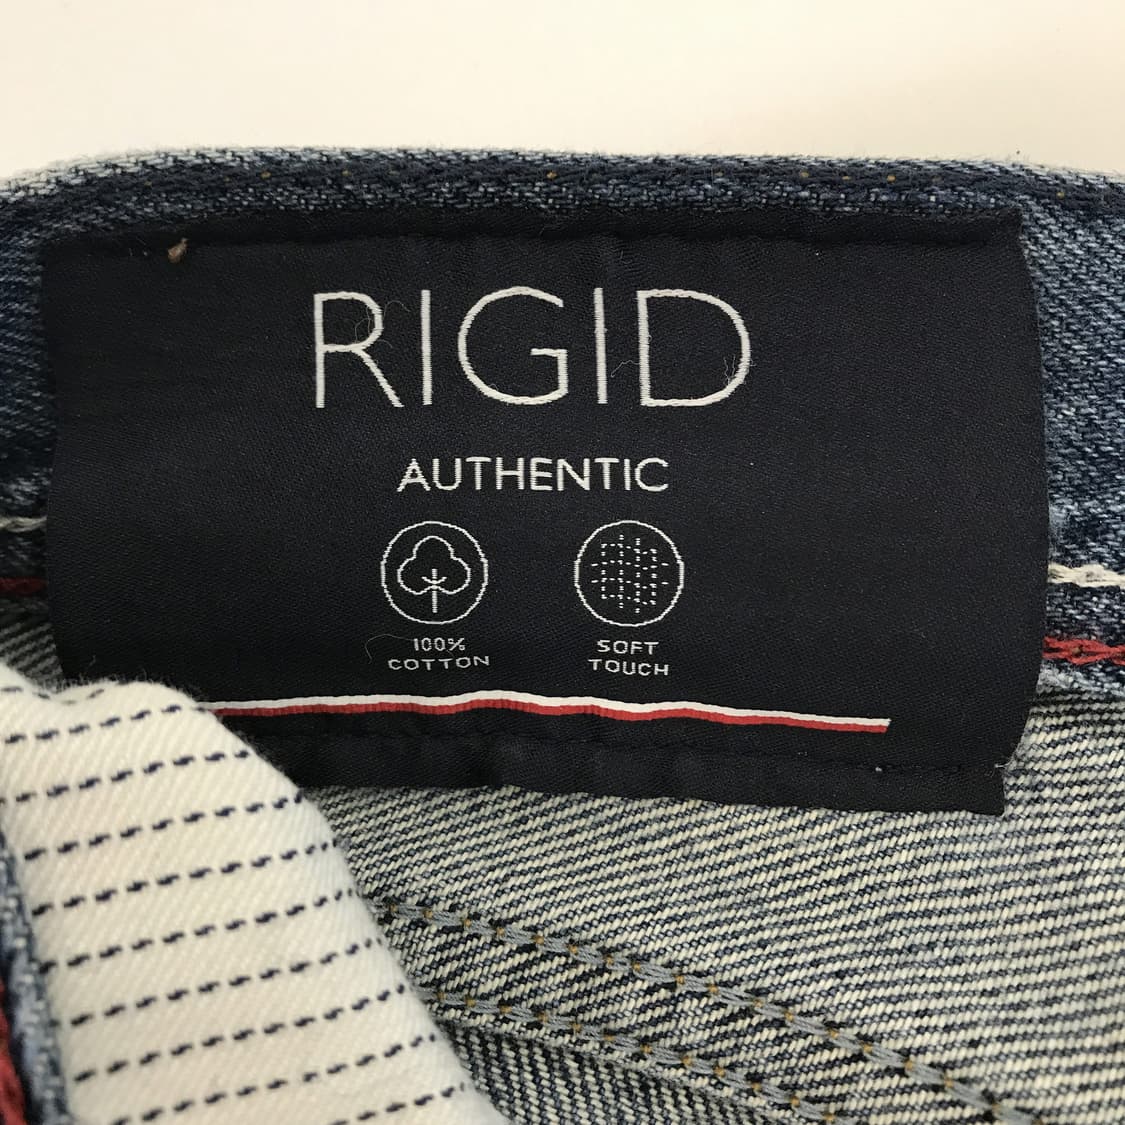 RIGID
AUTHENTIC
100% SOFT
COTTON TOUCH